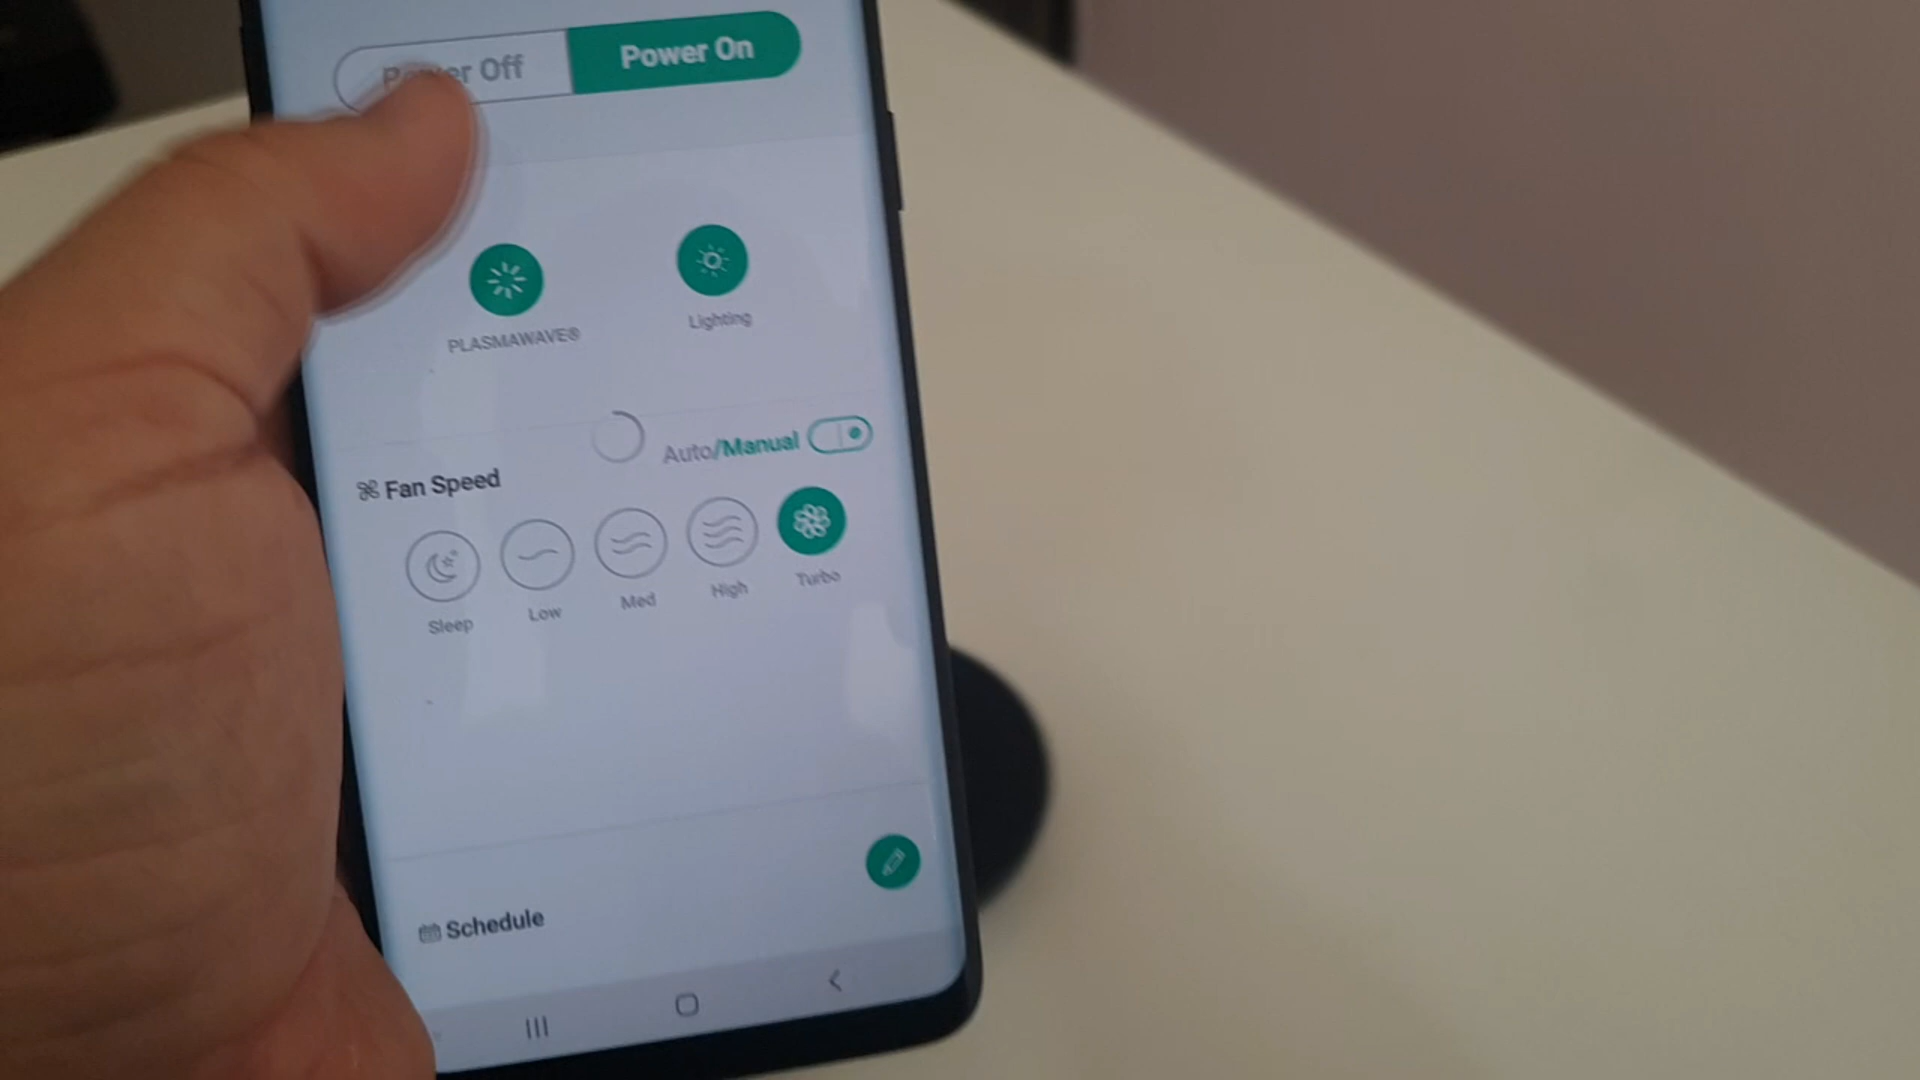 Power Off Power On
PLASMAWAVE® Lighting
Auto/Manual
Fan Speed
Sleep Low Med High Turbo
Schedule